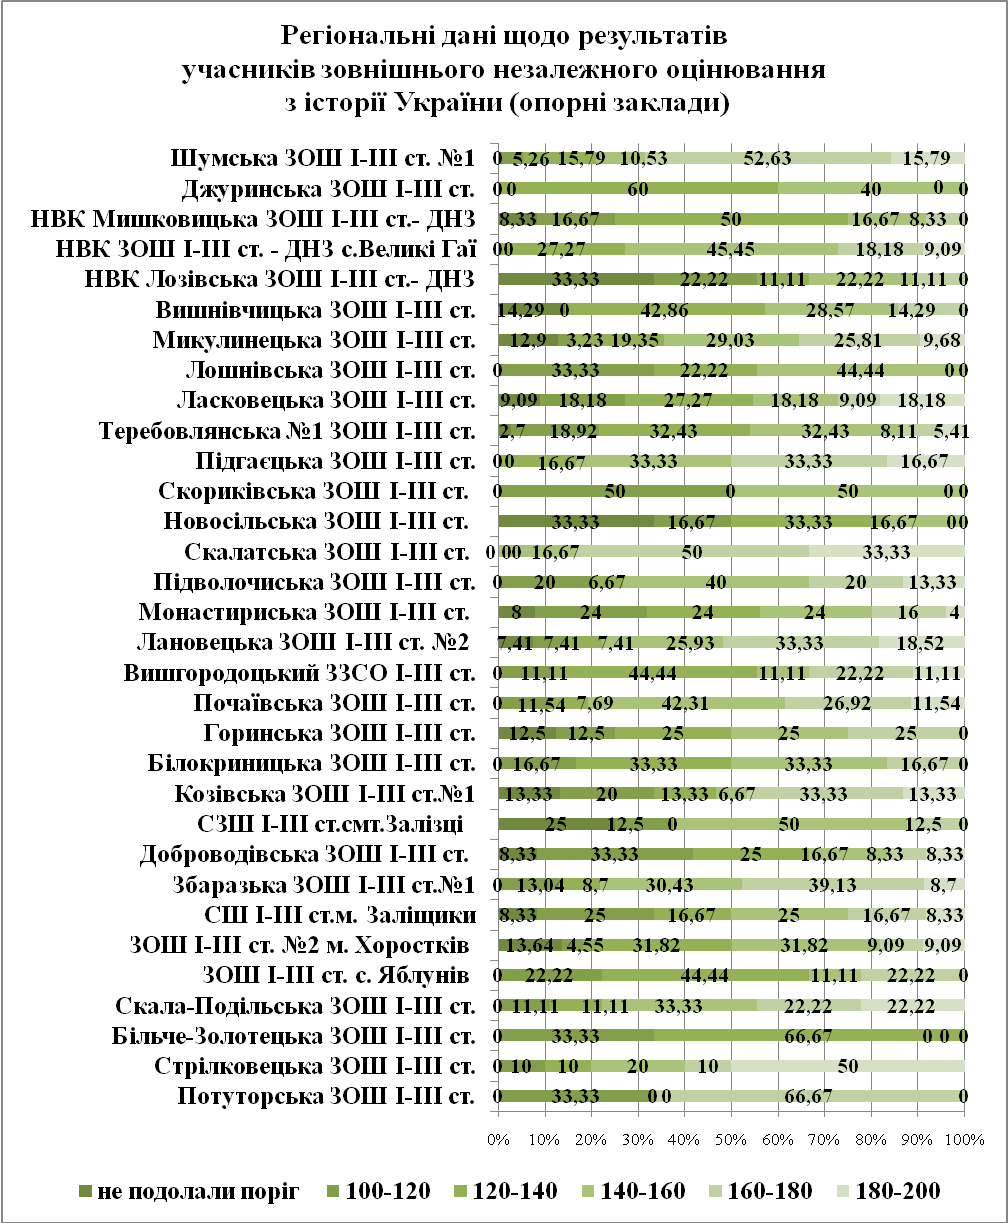 Регіональні дані щодо результатів
учасників зовнішнього незалежного оцінювання
з історії України (опорні заклади)
Шумська ЗОШ І-ІІІ ст. №1 0 5,26 15,79 10,53 52,63 15,79
Джуринська ЗОШ І-ІІІ ст. 0 0 60 40 0 0
НВК Мишковицька ЗОШ І-ІІІ ст.- ДНЗ 8,33 16,67 50 16,67 8,33 0
НВК ЗОШ І-ІІІ ст. - ДНЗ с.Великі Гаї 0 0 27,27 45,45 18,18 9,09
НВК Лозівська ЗОШ І-ІІІ ст.- ДНЗ 33,33 22,22 11,11 22,22 11,11 0
Вишнівчицька ЗОШ І-ІІІ ст. 14,29 0 42,86 28,57 14,29 0
Микулинецька ЗОШ І-ІІІ ст. 12,9 3,23 19,35 29,03 25,81 9,68
Лошнівська ЗОШ І-ІІІ ст. 0 33,33 22,22 44,44 0 0
Ласковецька ЗОШ І-ІІІ ст. 9,09 18,18 27,27 18,18 9,09 18,18
Теребовлянська №1 ЗОШ І-ІІІ ст. 2,7 18,92 32,43 32,43 8,11 5,41
Підгаєцька ЗОШ І-ІІІ ст. 0 0 16,67 33,33 33,33 16,67
Скориківська ЗОШ І-ІІІ ст. 0 50 0 50 0 0
Новосільська ЗОШ І-ІІІ ст. 33,33 16,67 33,33 16,67 0 0
Скалатська ЗОШ І-ІІІ ст. 0 0 0 16,67 50 33,33
Підволочиська ЗОШ І-ІІІ ст. 0 20 6,67 40 20 13,33
Монастириська ЗОШ І-ІІІ ст. 8 24 24 24 16 4
Лановецька ЗОШ І-ІІІ ст. №2 7,41 7,41 7,41 25,93 33,33 18,52
Вишгородоцький ЗЗСО І-ІІІ ст. 0 11,11 44,44 11,11 22,22 11,11
Почаївська ЗОШ І-ІІІ ст. 0 11,54 7,69 42,31 26,92 11,54
Горинська ЗОШ І-ІІІ ст. 12,5 12,5 25 25 25 0
Білокриницька ЗОШ І-ІІІ ст. 0 16,67 33,33 33,33 16,67 0
Козівська ЗОШ І-ІІІ ст.№1 13,33 20 13,33 6,67 33,33 13,33
СЗШ І-ІІІ ст.смт.Залізці 25 12,5 0 50 12,5 0
Доброводівська ЗОШ І-ІІІ ст. 8,33 33,33 25 16,67 8,33 8,33
Збаразька ЗОШ І-ІІІ ст.№1 0 13,04 8,7 30,43 39,13 8,7
СШ І-ІІІ ст.м. Заліщики 8,33 25 16,67 25 16,67 8,33
ЗОШ І-ІІІ ст. №2 м. Хоростків 13,64 4,55 31,82 31,82 9,09 9,09
ЗОШ І-ІІІ ст. с. Яблунів 0 22,22 44,44 11,11 22,22 0
Скала-Подільська ЗОШ І-ІІІ ст. 0 11,11 11,11 33,33 22,22 22,22
Більче-Золотецька ЗОШ І-ІІІ ст. 0 33,33 66,67 0 0 0
Стрілковецька ЗОШ І-ІІІ ст. 0 10 10 20 10 50
Потуторська ЗОШ І-ІІІ ст. 0 33,33 0 0 66,67 0
0% 10% 20% 30% 40% 50% 60% 70% 80% 90% 100%
не подолали поріг 100-120 120-140 140-160 160-180 180-200